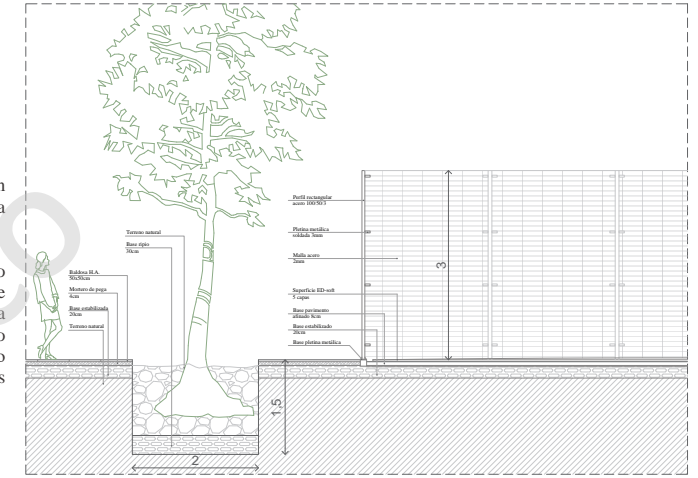 Terreno natural
Base ripio
30cm
Baldosa H.A.
50x50cm
Mortero de pega
4cm
Base estabilizada
20cm
Terreno natural
Perfil rectangular
acero 100/50/3
Pletina metálica
soldada 3mm
Malla acero
2mm
Superficie ED-soft
5 capas
Base pavimento
afinado 8cm
Base estabilizado
20cm
Base pletina metálica
3
1,5
2